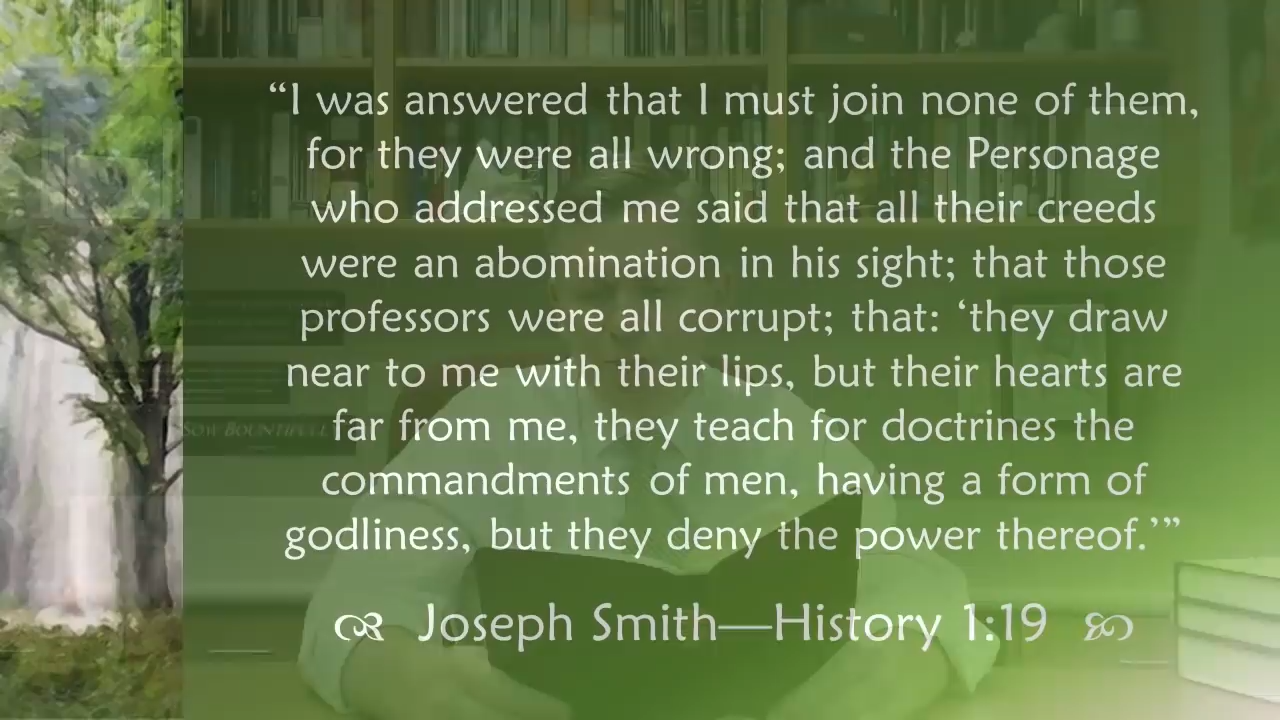 “I was answered that I must join none of them,
for they were all wrong; and the Personage
who addressed me said that all their creeds
were an abomination in his sight; that those
professors were all corrupt; that: ‘they draw
near to me with their lips, but their hearts are
far from me, they teach for doctrines the
commandments of men, having a form of
godliness, but they deny the power thereof.’”
Joseph Smith—History 1:19
SOW BOUNTIFULL